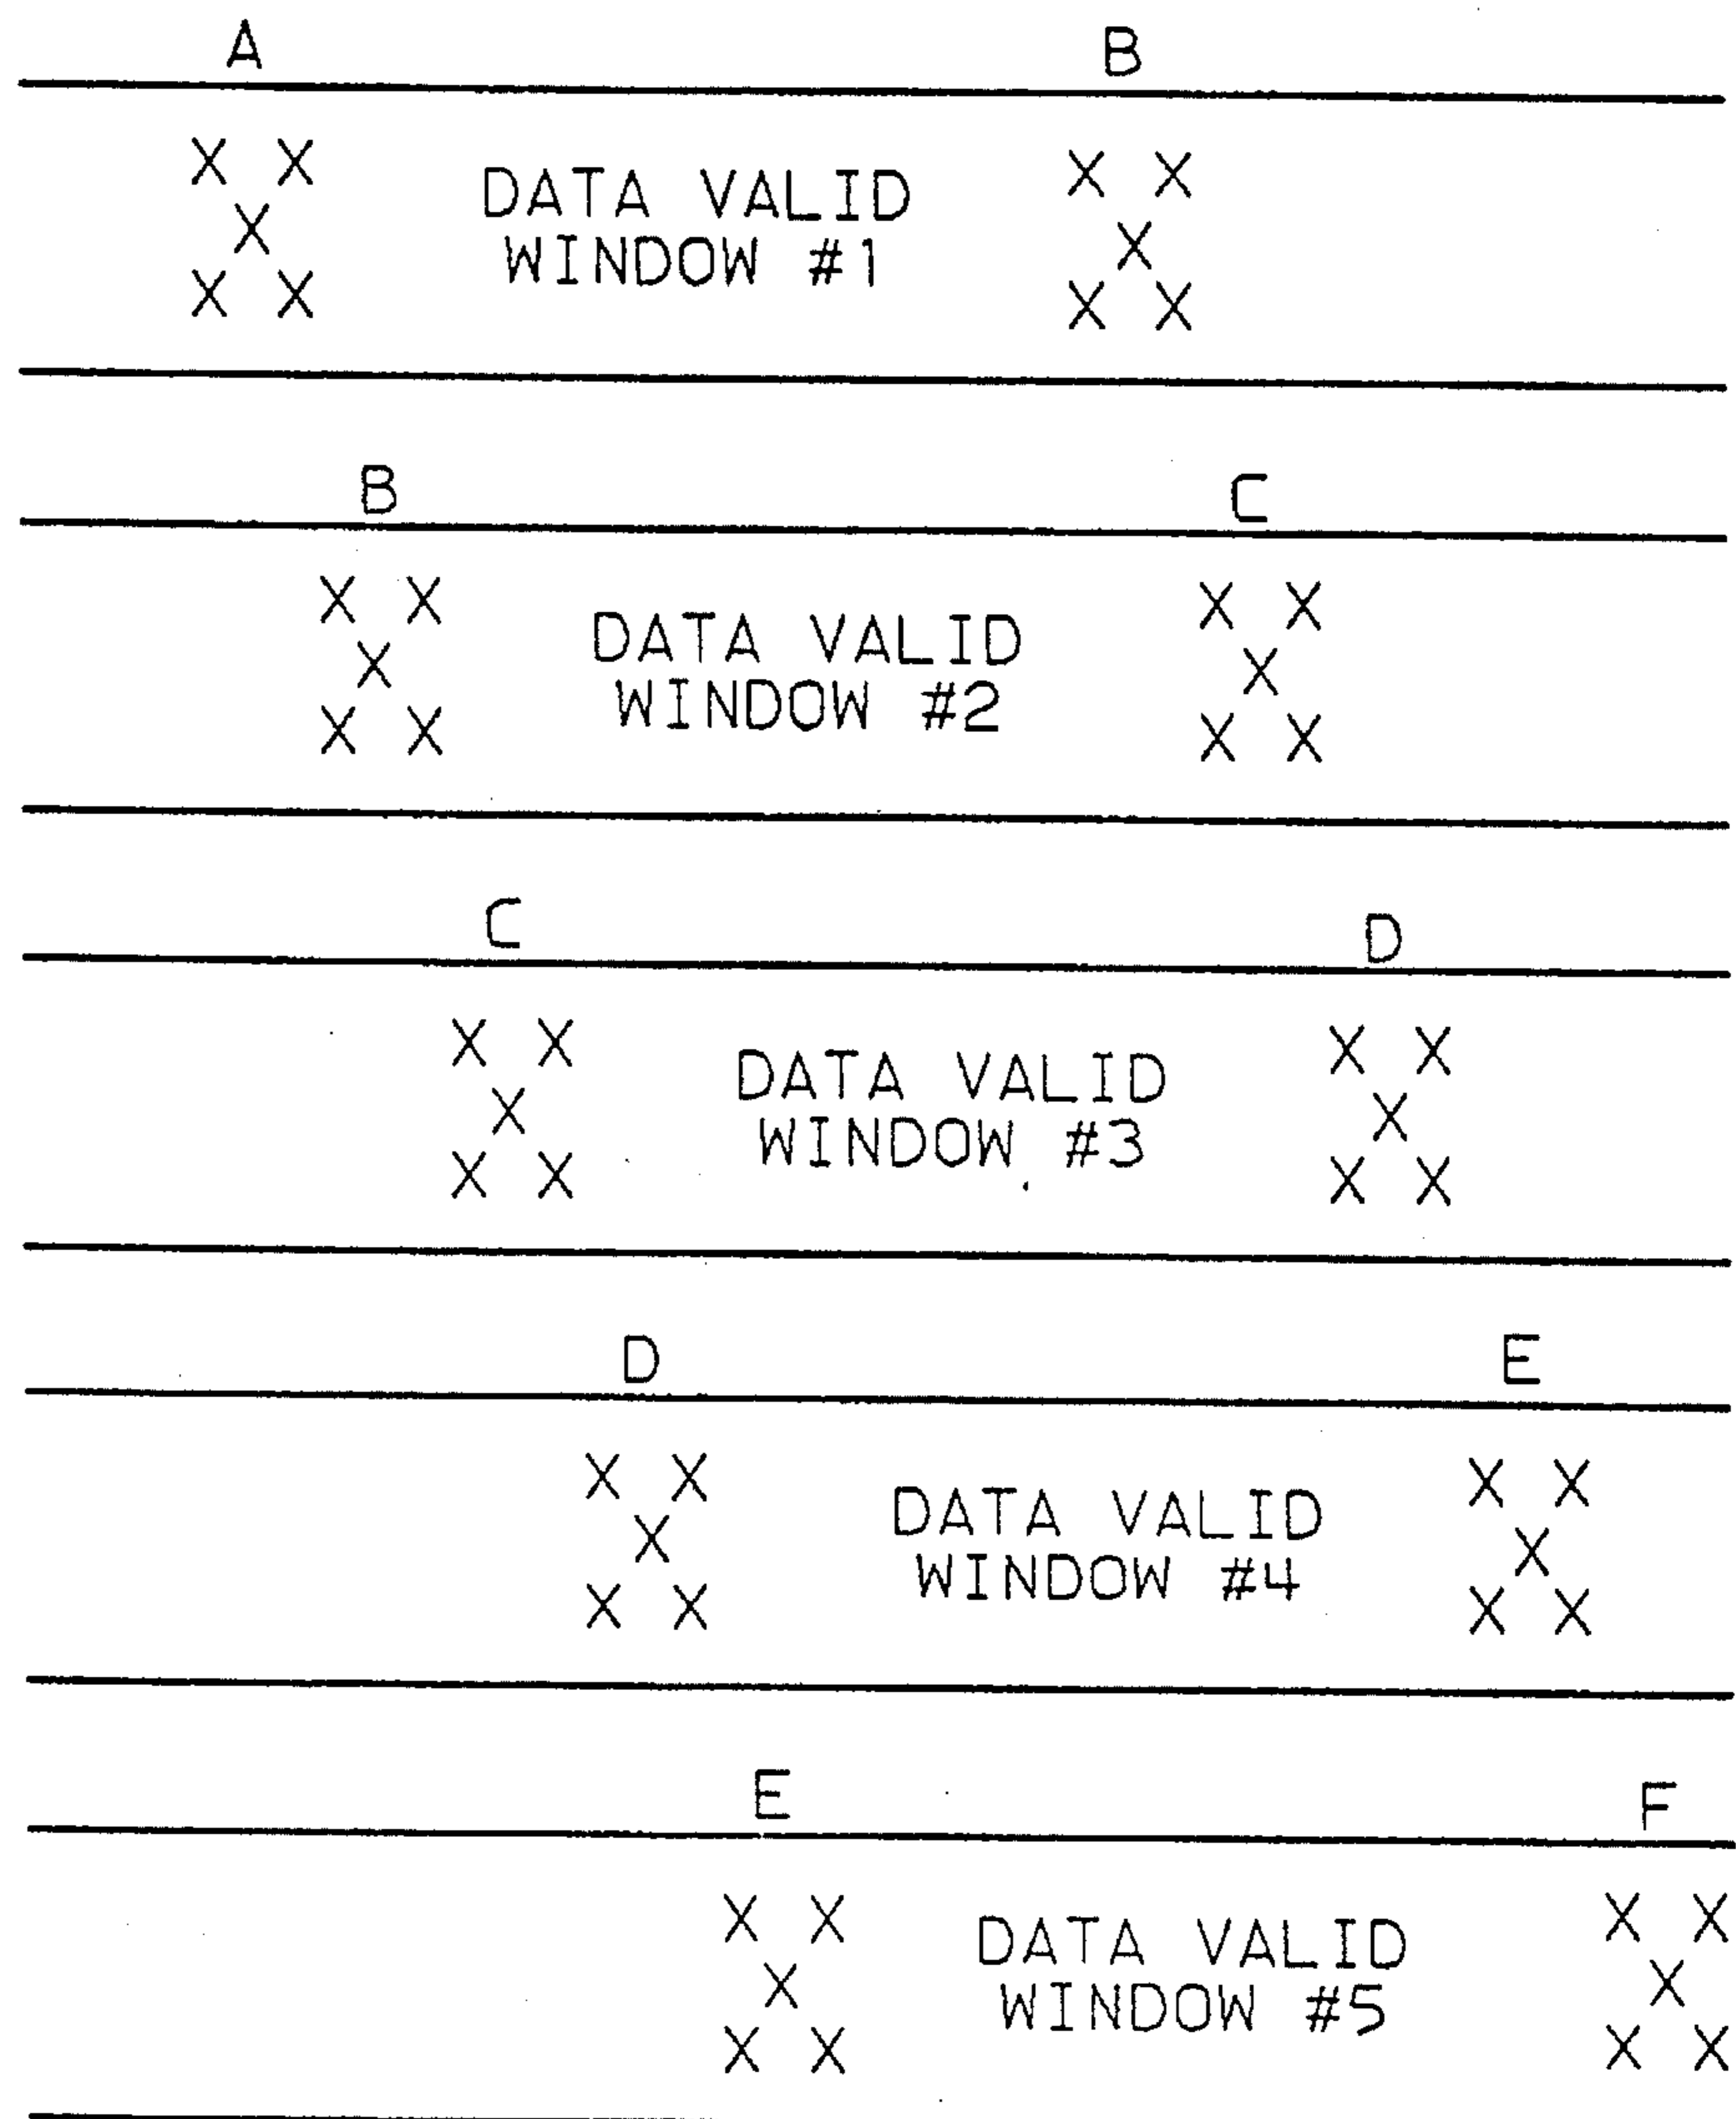 A B
X X X X
DATA VALID
X X
WINDOW #1
X X X X
B C
X X X X
DATA VALID
X X
WINDOW #2
X X X X
C D
X X X X
DATA VALID
X X
WINDOW #3
X X X X
D E
X X X X
DATA VALID
X X
WINDOW #4
X X X X
E F
X X X X
DATA VALID
X X
WINDOW #5
X X X X